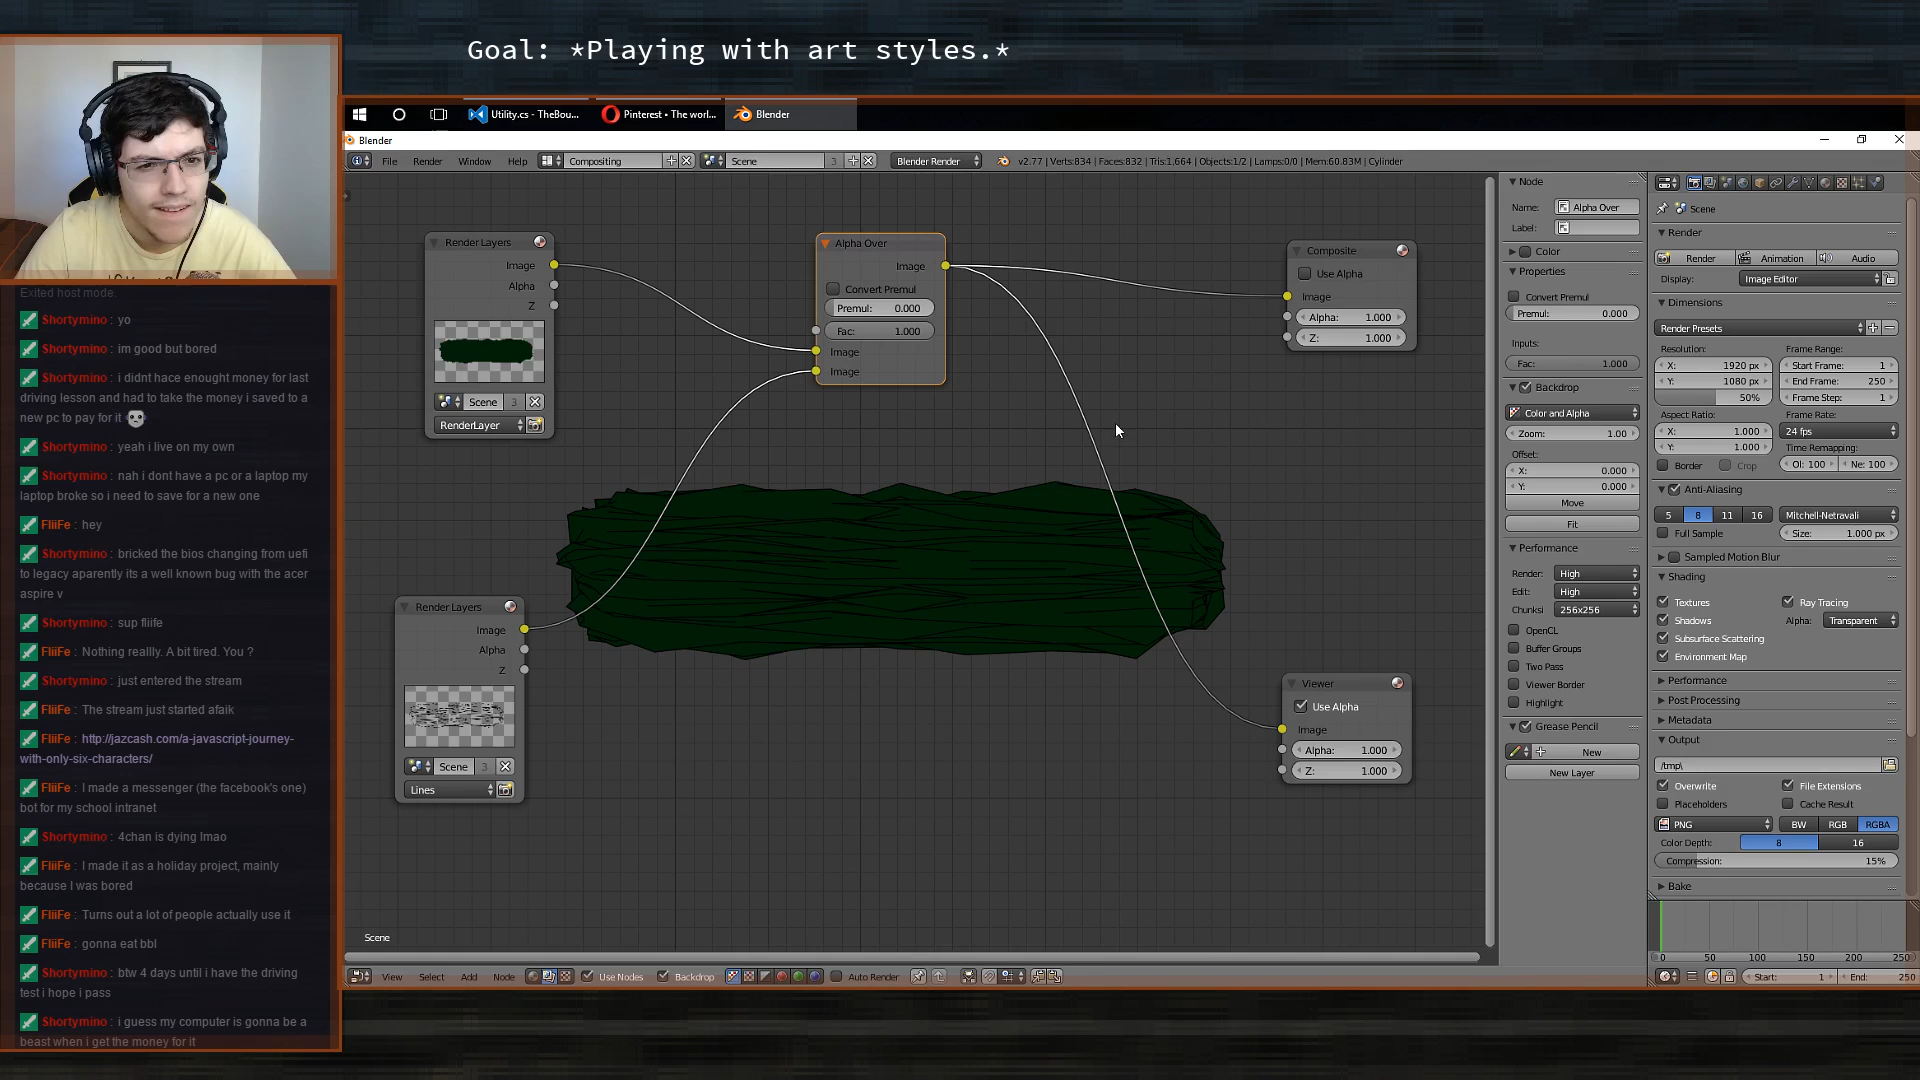 Goal: *Playing with art styles.*
Utility.cs - TheBou...
Pinterest • The worl...
Blender
Blender
File
Render
Window
Help
Compositing
Scene
3
Blender Render
v2.77 | Verts:834 | Faces:832 | Tris:1,664 | Objects:1/2 | Lamps:0/0 | Mem:60.83M | Cylinder
Exited host mode.
Shortymino : yo
Shortymino : im good but bored
Shortymino : i didnt hace enought money for last
driving lesson and had to take the money i saved to a
new pc to pay for it
Shortymino : yeah i live on my own
Shortymino : nah i dont have a pc or a laptop my
laptop broke so i need to save for a new one
FliiFe : hey
Shortymino : bricked the bios changing from uefi
to legacy aparently its a well known bug with the acer
aspire v
Shortymino : sup fliife
FliiFe : Nothing reallly. A bit tired. You ?
Shortymino : just entered the stream
FliiFe : The stream just started afaik
FliiFe : http://jazcash.com/a-javascript-journey-
with-only-six-characters/
FliiFe : I made a messenger (the facebook's one)
bot for my school intranet
Shortymino : 4chan is dying lmao
FliiFe : I made it as a holiday project, mainly
because I was bored
FliiFe : Turns out a lot of people actually use it
FliiFe : gonna eat bbl
Shortymino : btw 4 days until i have the driving
test i hope i pass
Shortymino : i guess my computer is gonna be a
beast when i get the money for it
Render Layers
Image
Alpha
Z
Scene
3
RenderLayer
Render Layers
Image
Alpha
Z
Scene
3
Lines
Alpha Over
Image
Convert Premul
Premul: 0.000
Fac: 1.000
Image
Image
Composite
Use Alpha
Image
Alpha: 1.000
Z: 1.000
Viewer
Use Alpha
Image
Alpha: 1.000
Z: 1.000
Scene
View
Select
Add
Node
Use Nodes
Backdrop
Auto Render
Node
Name: Alpha Over
Label:
Color
Properties
Convert Premul
Premul: 0.000
Inputs:
Fac: 1.000
Backdrop
Color and Alpha
Zoom: 1.00
Offset:
X: 0.000
Y: 0.000
Move
Fit
Performance
Render: High
Edit: High
Chunksi 256x256
OpenCL
Buffer Groups
Two Pass
Viewer Border
Highlight
Grease Pencil
New
New Layer
Scene
Render
Render
Animation
Audio
Display: Image Editor
Dimensions
Render Presets
Resolution:
Frame Range:
X: 1920 px
Start Frame: 1
Y: 1080 px
End Frame: 250
50%
Frame Step: 1
Aspect Ratio:
Frame Rate:
X: 1.000
24 fps
Y: 1.000
Time Remapping:
Border
Crop
Ol: 100
Ne: 100
Anti-Aliasing
5
8
11
16
Mitchell-Netravali
Full Sample
Size: 1.000 px
Sampled Motion Blur
Shading
Textures
Ray Tracing
Shadows
Alpha: Transparent
Subsurface Scattering
Environment Map
Performance
Post Processing
Metadata
Output
/tmp\
Overwrite
File Extensions
Placeholders
Cache Result
PNG
BW
RGB
RGBA
Color Depth:
8
16
Compression: 15%
Bake
0
50
100
150
200
250
Start: 1
End: 250